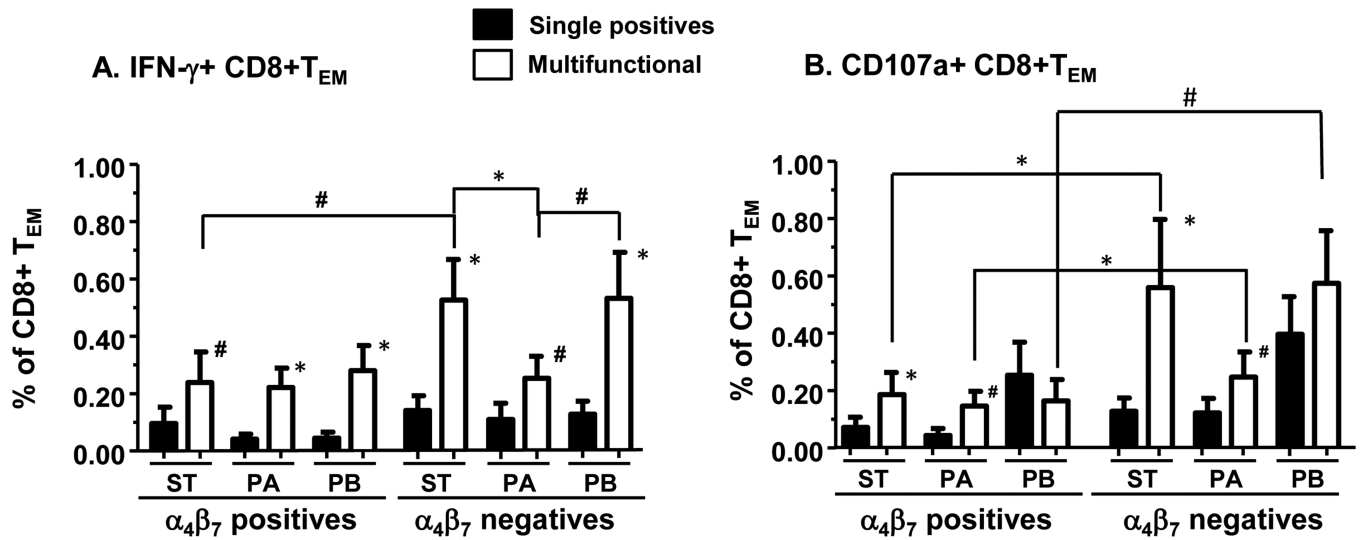 Single positives
Multifunctional
A. IFN-γ+ CD8+TEM
B. CD107a+ CD8+TEM
% of CD8+ TEM
1.00
0.80
0.60
0.40
0.20
0.00
#
*
#
#
*
*
*
#
*
ST PA PB ST PA PB
α4β7 positives α4β7 negatives
% of CD8+ TEM
1.00
0.80
0.60
0.40
0.20
0.00
#
*
*
*
*
#
#
ST PA PB ST PA PB
α4β7 positives α4β7 negatives